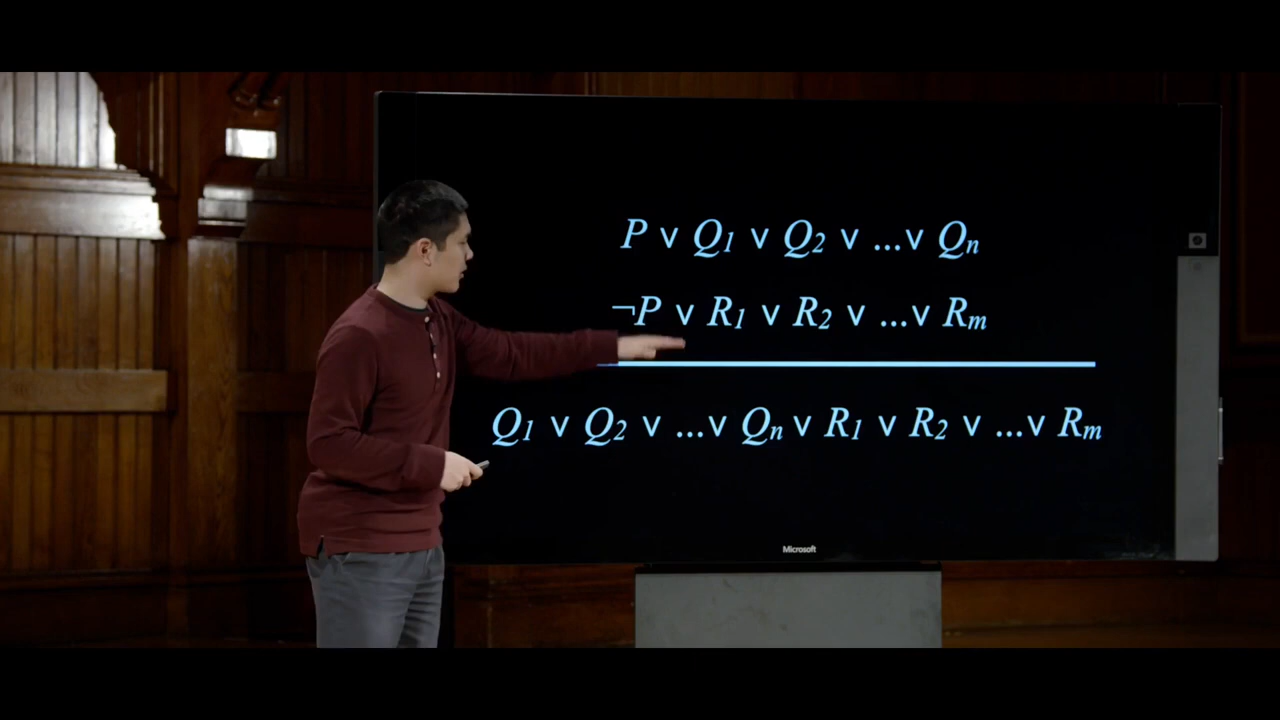 P ∨ Q₁ ∨ Q₂ ∨ ...∨ Qₙ
¬P ∨ R₁ ∨ R₂ ∨ ...∨ Rₘ
Q₁ ∨ Q₂ ∨ ...∨ Qₙ ∨ R₁ ∨ R₂ ∨ ...∨ Rₘ
Microsoft